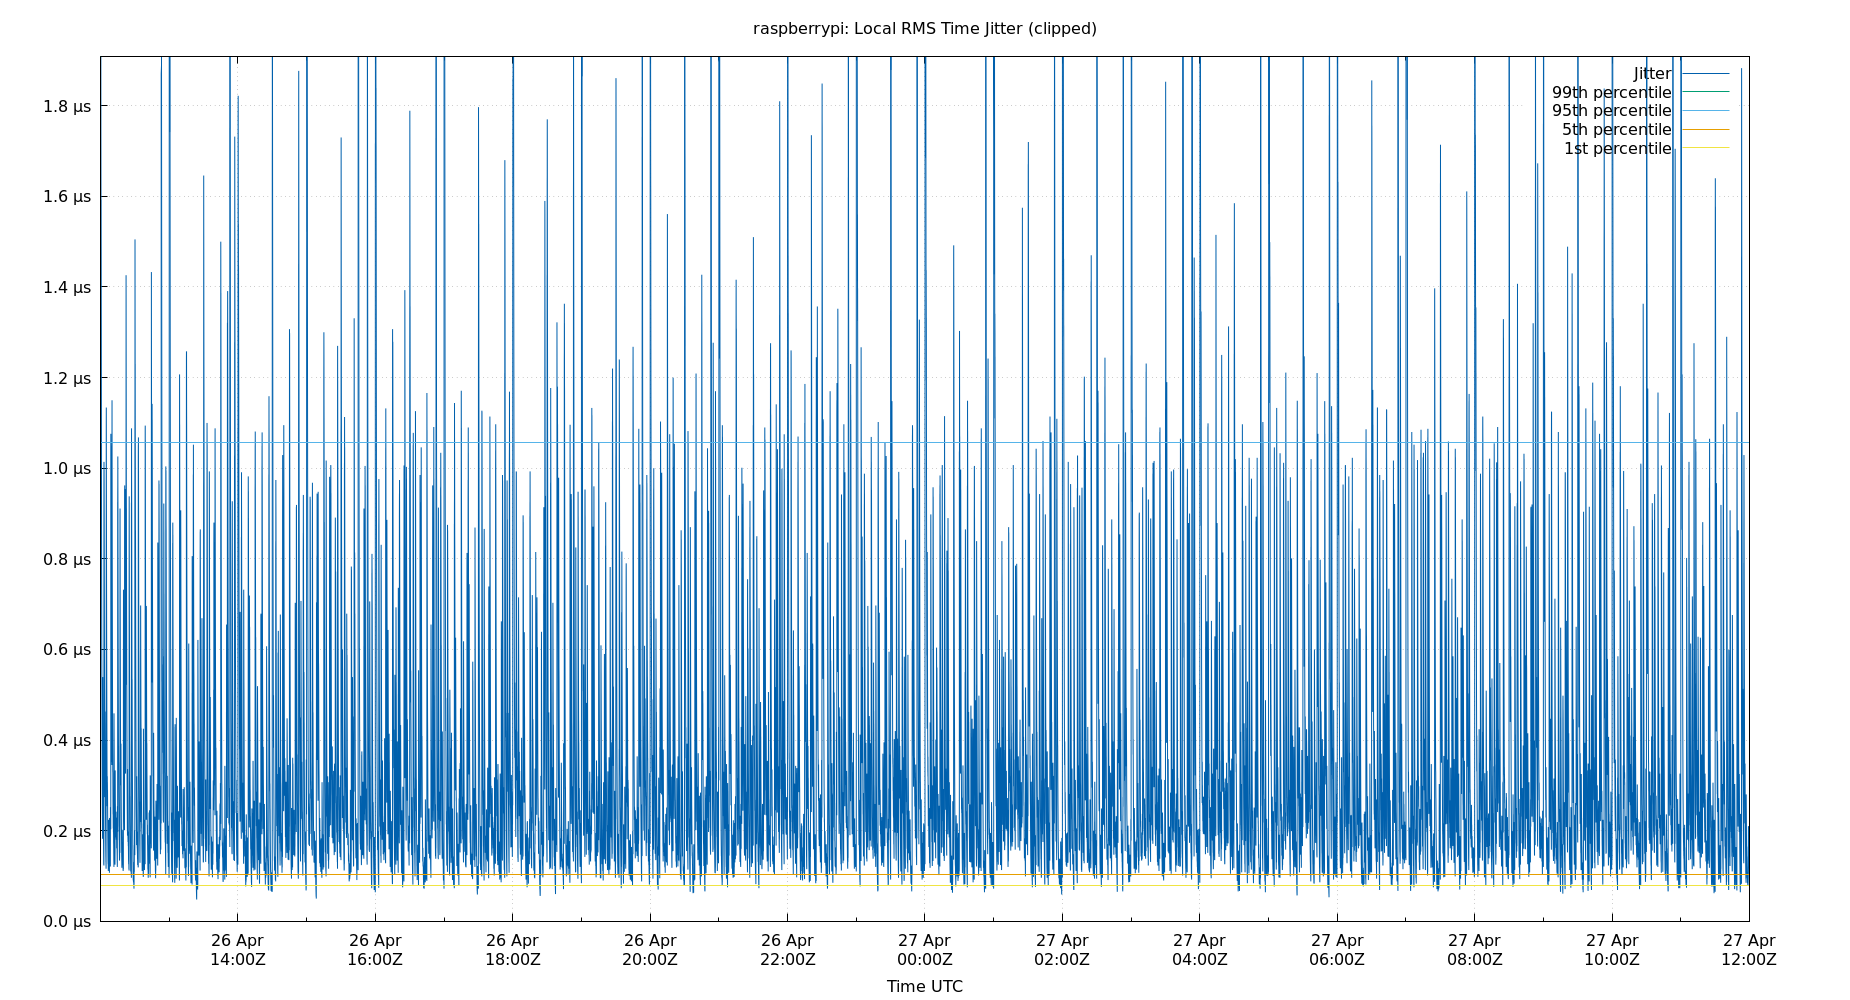 raspberrypi: Local RMS Time Jitter (clipped)
Jitter
99th percentile
95th percentile
5th percentile
1st percentile
1.8 µs
1.6 µs
1.4 µs
1.2 µs
1.0 µs
0.8 µs
0.6 µs
0.4 µs
0.2 µs
0.0 µs
26 Apr 26 Apr 26 Apr 26 Apr 26 Apr 27 Apr 27 Apr 27 Apr 27 Apr 27 Apr 27 Apr 27 Apr
14:00Z 16:00Z 18:00Z 20:00Z 22:00Z 00:00Z 02:00Z 04:00Z 06:00Z 08:00Z 10:00Z 12:00Z
Time UTC